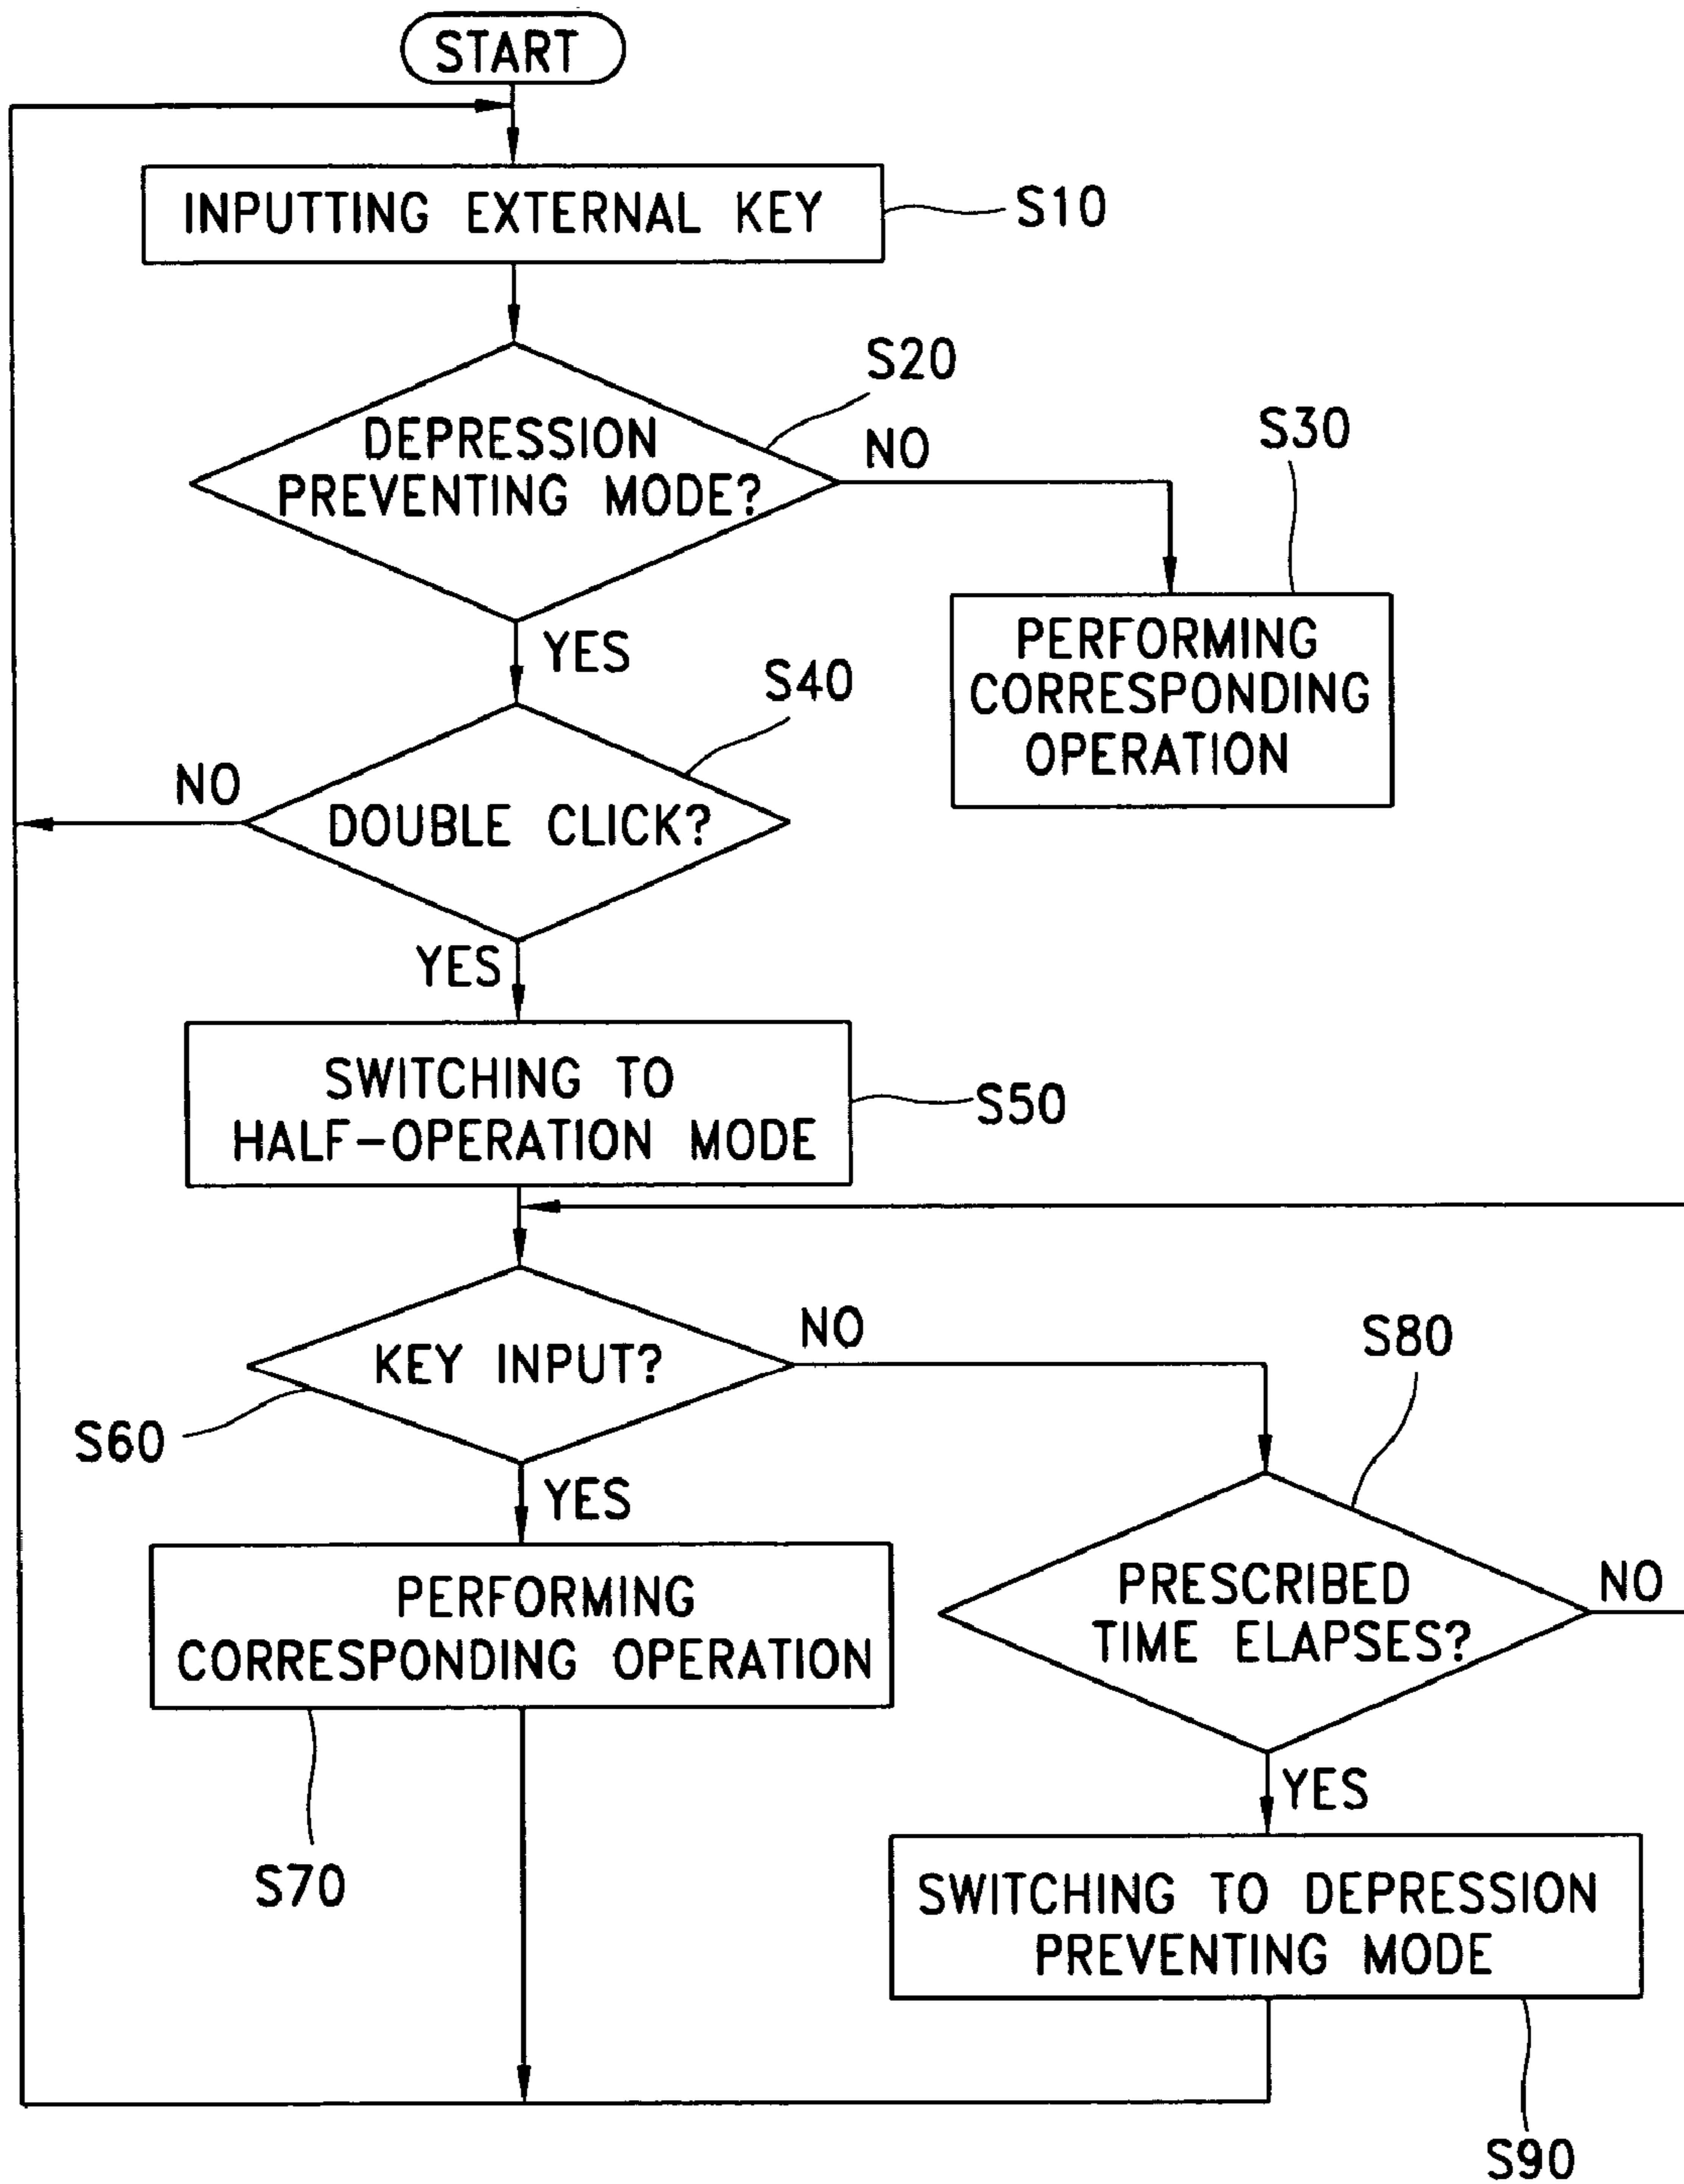 START
INPUTTING EXTERNAL KEY
S10
S20
DEPRESSION
PREVENTING MODE?
NO
S30
PERFORMING
CORRESPONDING
OPERATION
YES
S40
NO
DOUBLE CLICK?
YES
SWITCHING TO
HALF-OPERATION MODE
S50
KEY INPUT?
NO
S60
S80
YES
PERFORMING
CORRESPONDING OPERATION
S70
PRESCRIBED
TIME ELAPSES?
NO
YES
SWITCHING TO DEPRESSION
PREVENTING MODE
S90